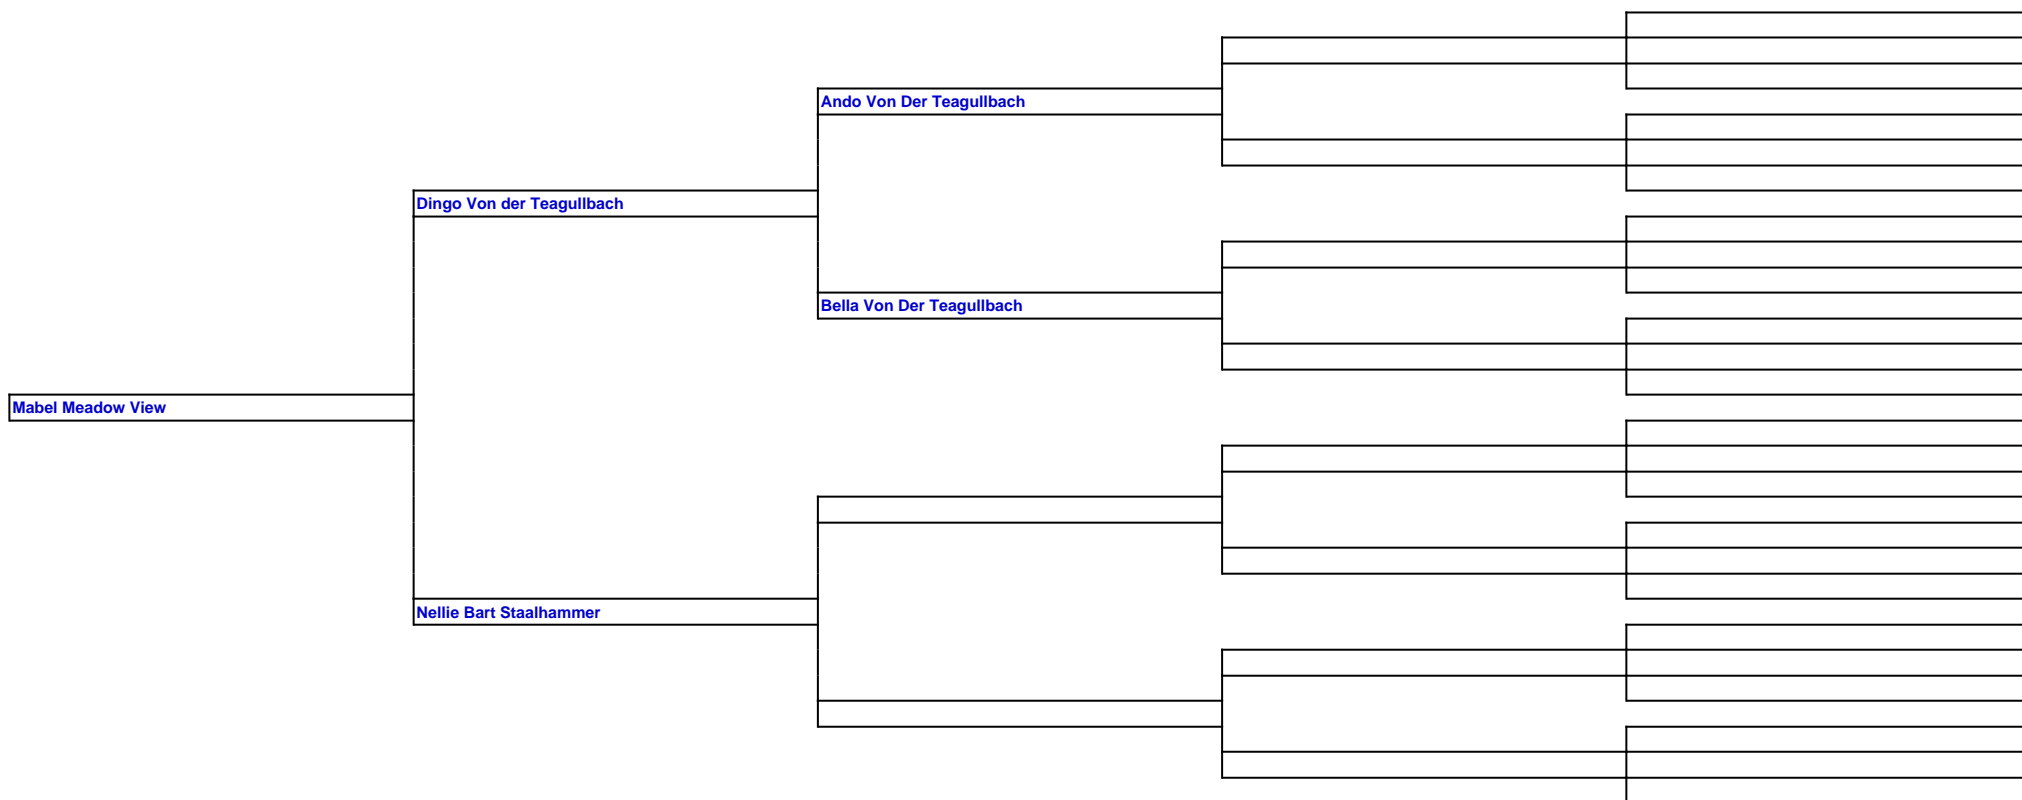 Ando Von Der Teagullbach
Dingo Von der Teagullbach
Bella Von Der Teagullbach
Mabel Meadow View
Nellie Bart Staalhammer